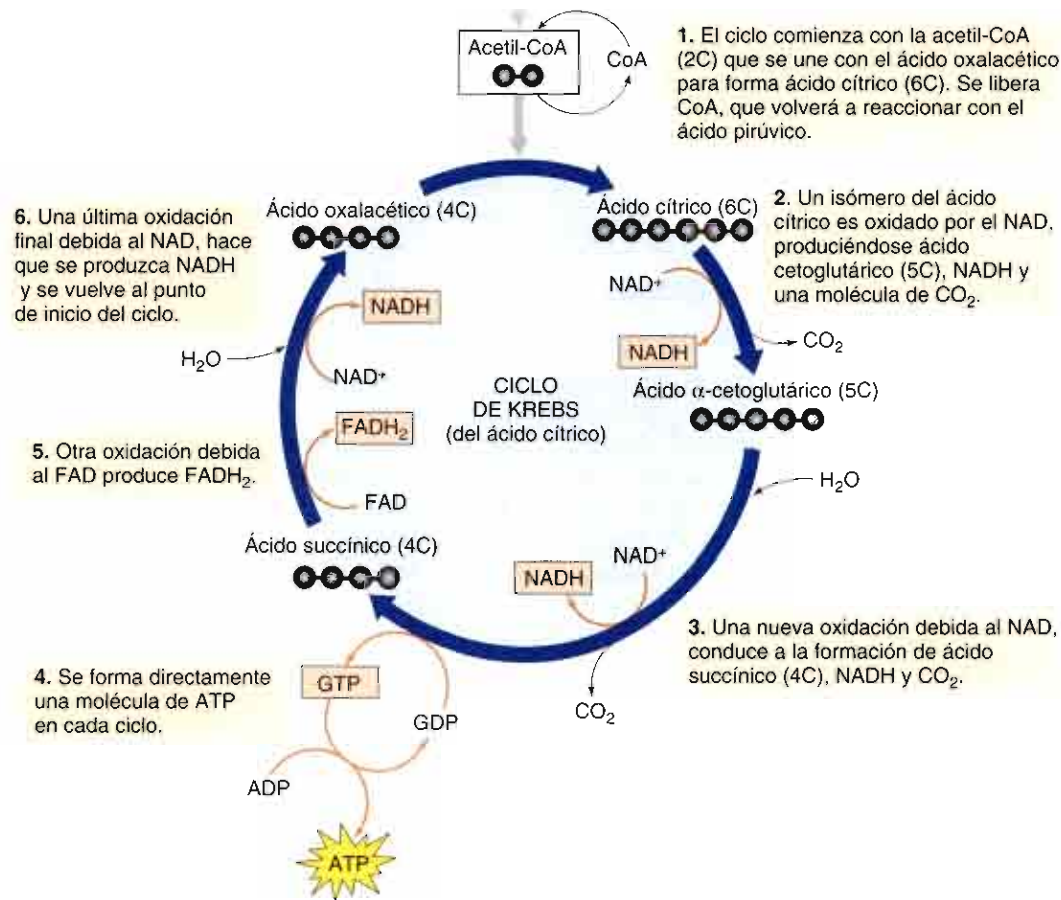 Acetil-CoA
CoA
1. El ciclo comienza con la acetil-CoA
(2C) que se une con el ácido oxalacético
para forma ácido cítrico (6C). Se libera
CoA, que volverá a reaccionar con el
ácido pirúvico.
Ácido oxalacético (4C)
Ácido cítrico (6C)
2. Un isómero del ácido
cítrico es oxidado por el NAD,
produciéndose ácido
cetoglutárico (5C), NADH y
una molécula de CO₂.
NAD⁺
NADH
CO₂
Ácido α-cetoglutárico (5C)
H₂O
3. Una nueva oxidación debida al NAD,
conduce a la formación de ácido
succínico (4C), NADH y CO₂.
NAD⁺
NADH
CO₂
Ácido succínico (4C)
GTP
GDP
ADP
ATP
4. Se forma directamente
una molécula de ATP
en cada ciclo.
5. Otra oxidación debida
al FAD produce FADH₂.
FAD
FADH₂
6. Una última oxidación
final debida al NAD, hace
que se produzca NADH
y se vuelve al punto
de inicio del ciclo.
H₂O
NAD⁺
NADH
CICLO
DE KREBS
(del ácido cítrico)